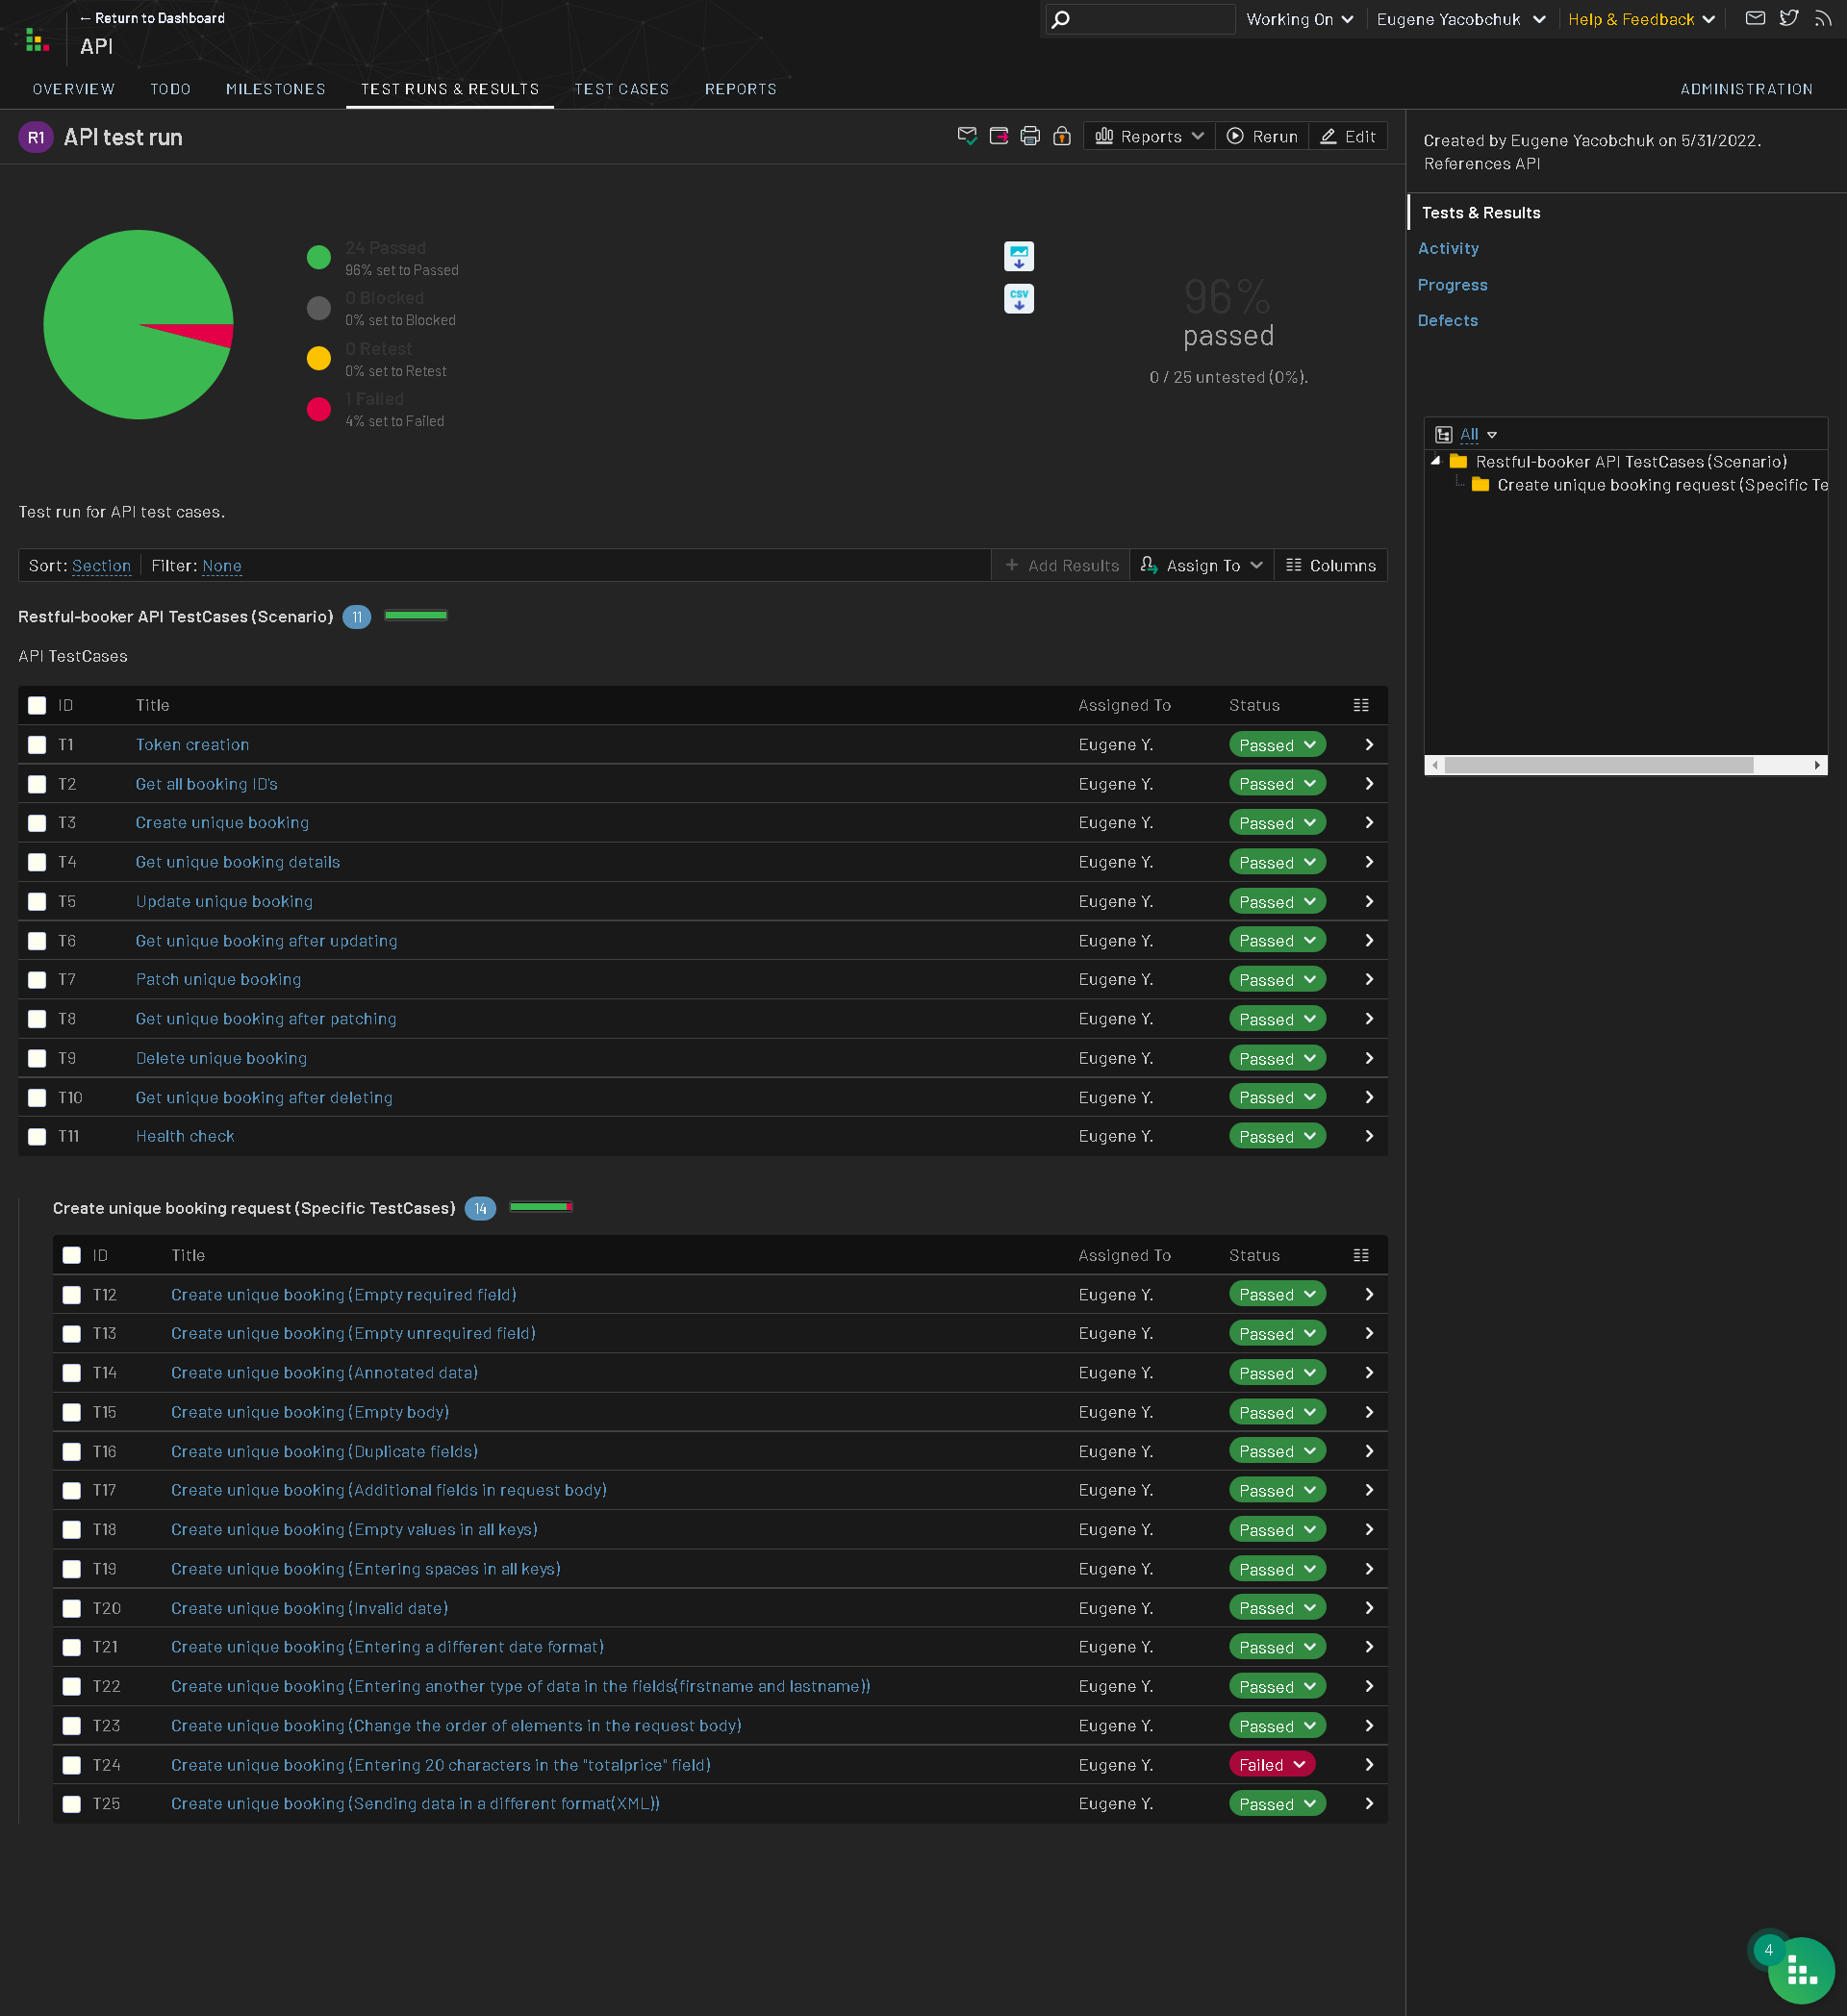 ← Return to Dashboard
API
Working On
Eugene Yacobchuk
Help & Feedback
OVERVIEW TODO MILESTONES TEST RUNS & RESULTS TEST CASES REPORTS ADMINISTRATION
R1 API test run
Reports Rerun Edit
24 Passed
96% set to Passed
0 Blocked
0% set to Blocked
0 Retest
0% set to Retest
1 Failed
4% set to Failed
CSV
96%
passed
0 / 25 untested (0%).
Test run for API test cases.
Sort: Section Filter: None
+ Add Results Assign To Columns
Restful-booker API TestCases (Scenario) 11
API TestCases
ID Title Assigned To Status
T1 Token creation Eugene Y. Passed
T2 Get all booking ID's Eugene Y. Passed
T3 Create unique booking Eugene Y. Passed
T4 Get unique booking details Eugene Y. Passed
T5 Update unique booking Eugene Y. Passed
T6 Get unique booking after updating Eugene Y. Passed
T7 Patch unique booking Eugene Y. Passed
T8 Get unique booking after patching Eugene Y. Passed
T9 Delete unique booking Eugene Y. Passed
T10 Get unique booking after deleting Eugene Y. Passed
T11 Health check Eugene Y. Passed
Create unique booking request (Specific TestCases) 14
ID Title Assigned To Status
T12 Create unique booking (Empty required field) Eugene Y. Passed
T13 Create unique booking (Empty unrequired field) Eugene Y. Passed
T14 Create unique booking (Annotated data) Eugene Y. Passed
T15 Create unique booking (Empty body) Eugene Y. Passed
T16 Create unique booking (Duplicate fields) Eugene Y. Passed
T17 Create unique booking (Additional fields in request body) Eugene Y. Passed
T18 Create unique booking (Empty values in all keys) Eugene Y. Passed
T19 Create unique booking (Entering spaces in all keys) Eugene Y. Passed
T20 Create unique booking (Invalid date) Eugene Y. Passed
T21 Create unique booking (Entering a different date format) Eugene Y. Passed
T22 Create unique booking (Entering another type of data in the fields(firstname and lastname)) Eugene Y. Passed
T23 Create unique booking (Change the order of elements in the request body) Eugene Y. Passed
T24 Create unique booking (Entering 20 characters in the "totalprice" field) Eugene Y. Failed
T25 Create unique booking (Sending data in a different format(XML)) Eugene Y. Passed
Created by Eugene Yacobchuk on 5/31/2022.
References API
Tests & Results
Activity
Progress
Defects
All
Restful-booker API TestCases (Scenario)
Create unique booking request (Specific Te
4